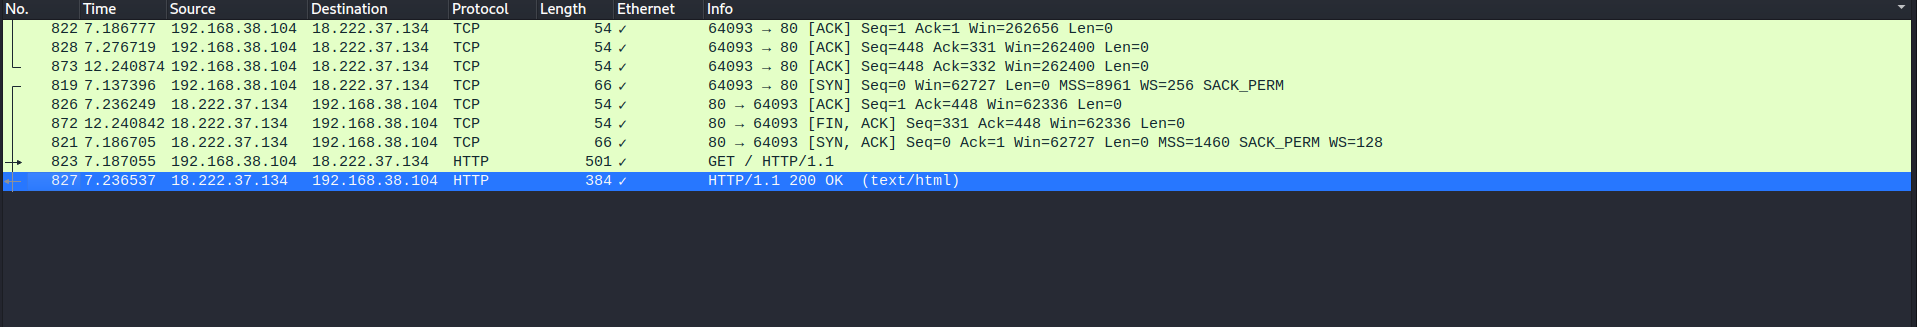 No. Time Source Destination Protocol Length Ethernet Info
822 7.186777 192.168.38.104 18.222.37.134 TCP 54 ✓ 64093 → 80 [ACK] Seq=1 Ack=1 Win=262656 Len=0
828 7.276719 192.168.38.104 18.222.37.134 TCP 54 ✓ 64093 → 80 [ACK] Seq=448 Ack=331 Win=262400 Len=0
873 12.240874 192.168.38.104 18.222.37.134 TCP 54 ✓ 64093 → 80 [ACK] Seq=448 Ack=332 Win=262400 Len=0
819 7.137396 192.168.38.104 18.222.37.134 TCP 66 ✓ 64093 → 80 [SYN] Seq=0 Win=62727 Len=0 MSS=8961 WS=256 SACK_PERM
826 7.236249 18.222.37.134 192.168.38.104 TCP 54 ✓ 80 → 64093 [ACK] Seq=1 Ack=448 Win=62336 Len=0
872 12.240842 18.222.37.134 192.168.38.104 TCP 54 ✓ 80 → 64093 [FIN, ACK] Seq=331 Ack=448 Win=62336 Len=0
821 7.186705 18.222.37.134 192.168.38.104 TCP 66 ✓ 80 → 64093 [SYN, ACK] Seq=0 Ack=1 Win=62727 Len=0 MSS=1460 SACK_PERM WS=128
823 7.187055 192.168.38.104 18.222.37.134 HTTP 501 ✓ GET / HTTP/1.1
827 7.236537 18.222.37.134 192.168.38.104 HTTP 384 ✓ HTTP/1.1 200 OK  (text/html)